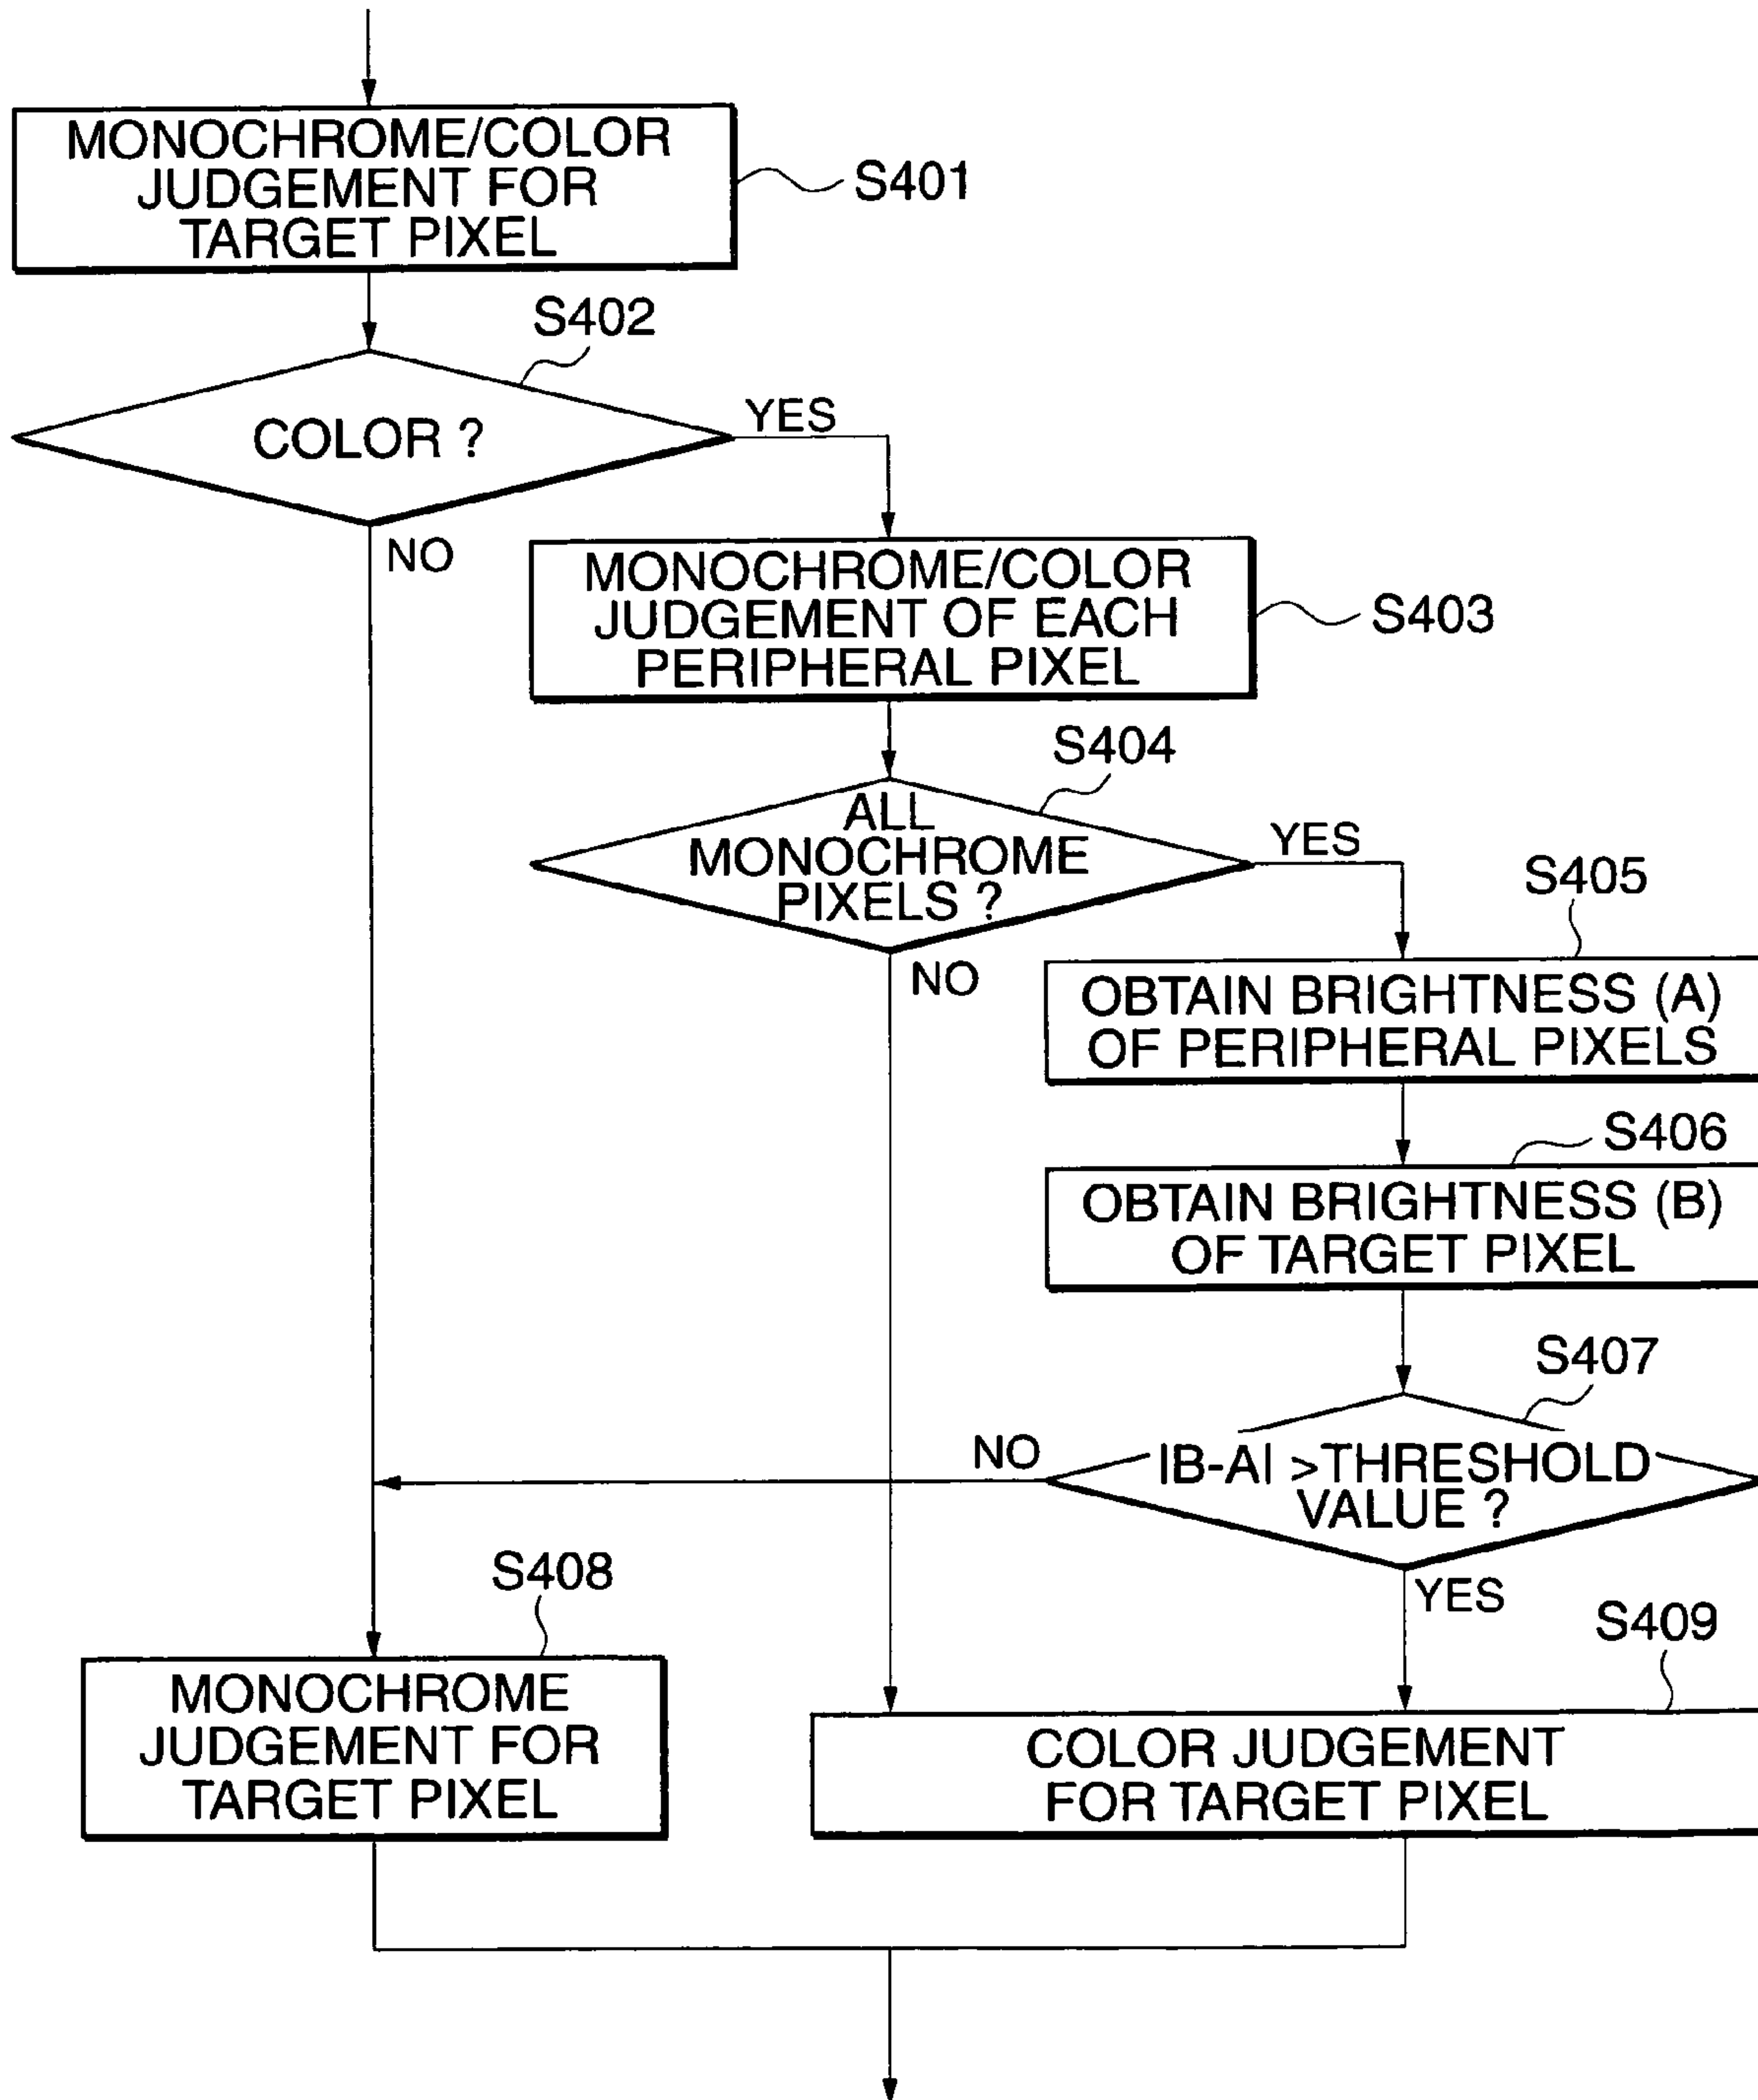 MONOCHROME/COLOR
JUDGEMENT FOR
TARGET PIXEL
S401
S402
COLOR ?
YES
NO
MONOCHROME/COLOR
JUDGEMENT OF EACH
PERIPHERAL PIXEL
S403
S404
ALL
MONOCHROME
PIXELS ?
YES
NO
S405
OBTAIN BRIGHTNESS (A)
OF PERIPHERAL PIXELS
S406
OBTAIN BRIGHTNESS (B)
OF TARGET PIXEL
S407
|B-A| >THRESHOLD
VALUE ?
NO
YES
S408
MONOCHROME
JUDGEMENT FOR
TARGET PIXEL
S409
COLOR JUDGEMENT
FOR TARGET PIXEL